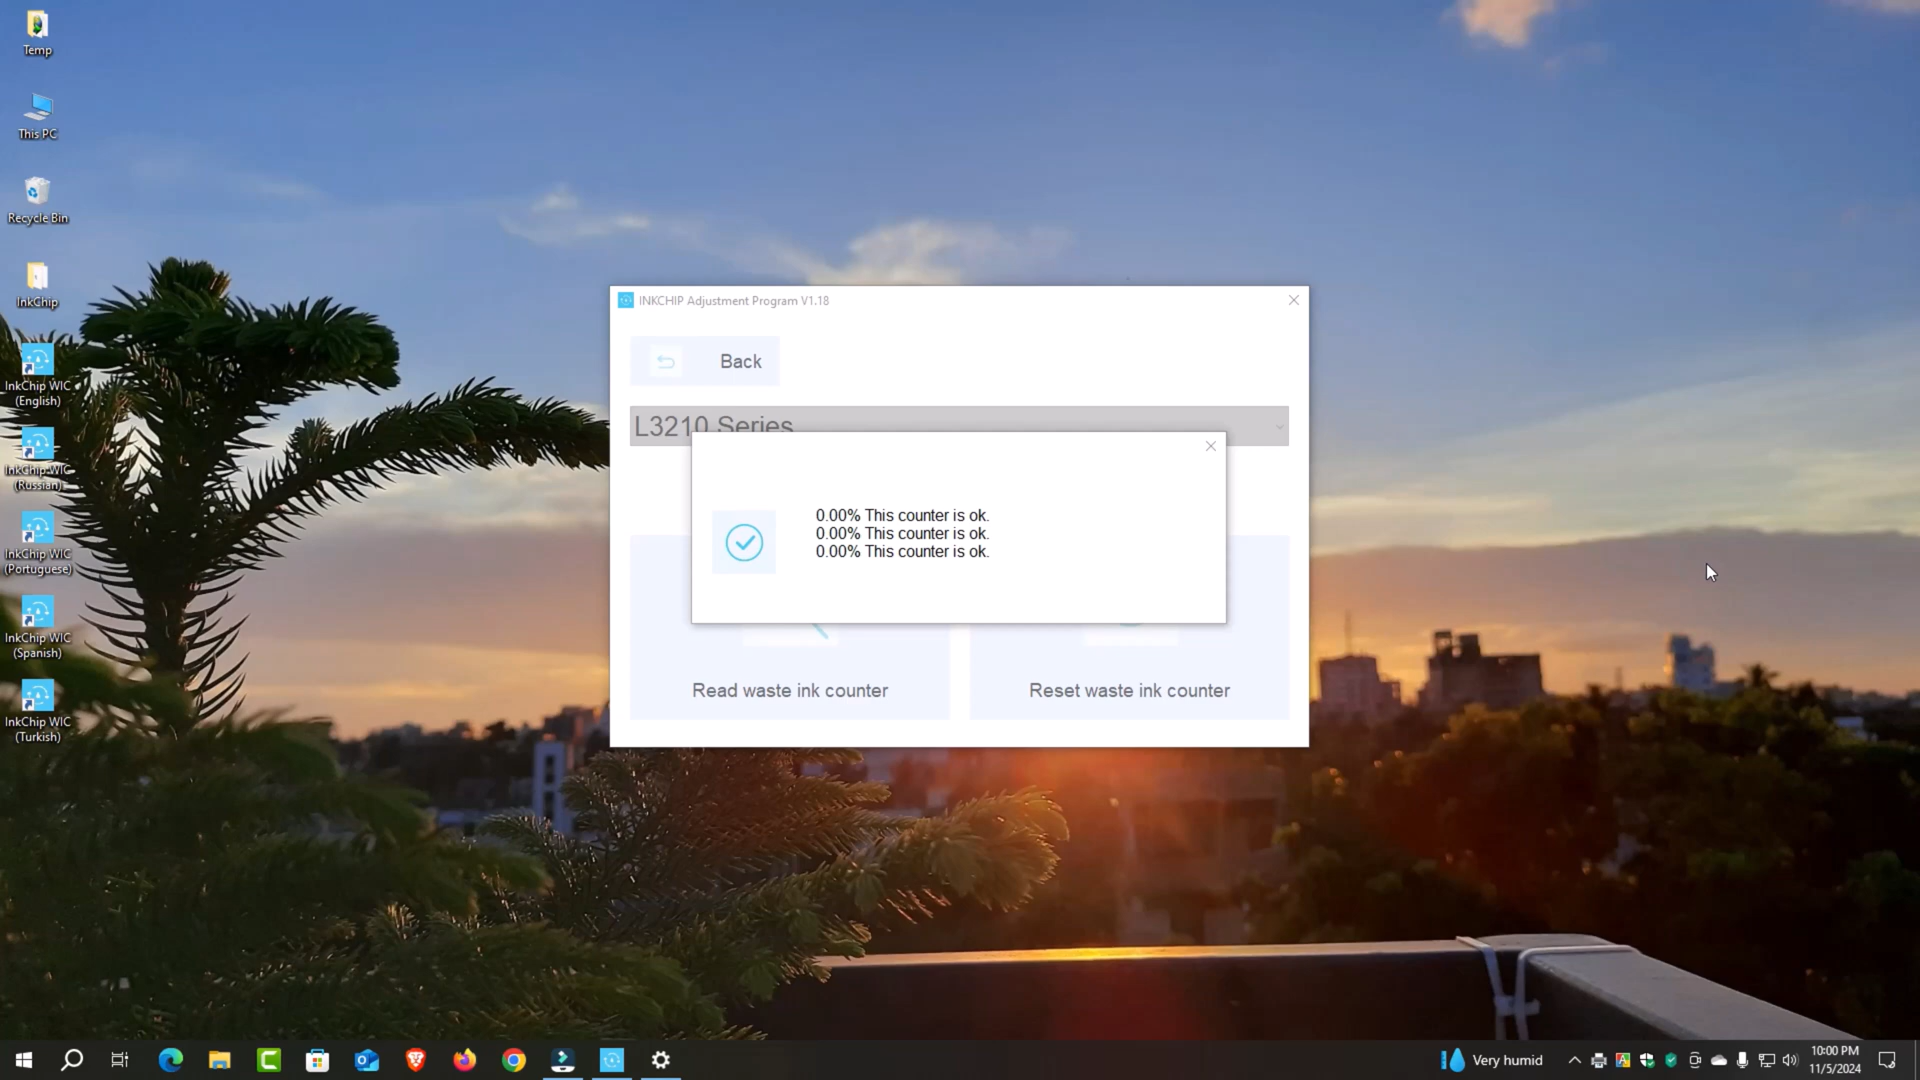 Temp
This PC
Recycle Bin
InkChip
InkChip WIC
(English)
InkChip WIC
(Russian)
InkChip WIC
(Portuguese)
InkChip WIC
(Spanish)
InkChip WIC
(Turkish)
INKCHIP Adjustment Program V1.18
Back
L3210 Series
0.00% This counter is ok.
0.00% This counter is ok.
0.00% This counter is ok.
Read waste ink counter
Reset waste ink counter
Very humid
10:00 PM
11/5/2024